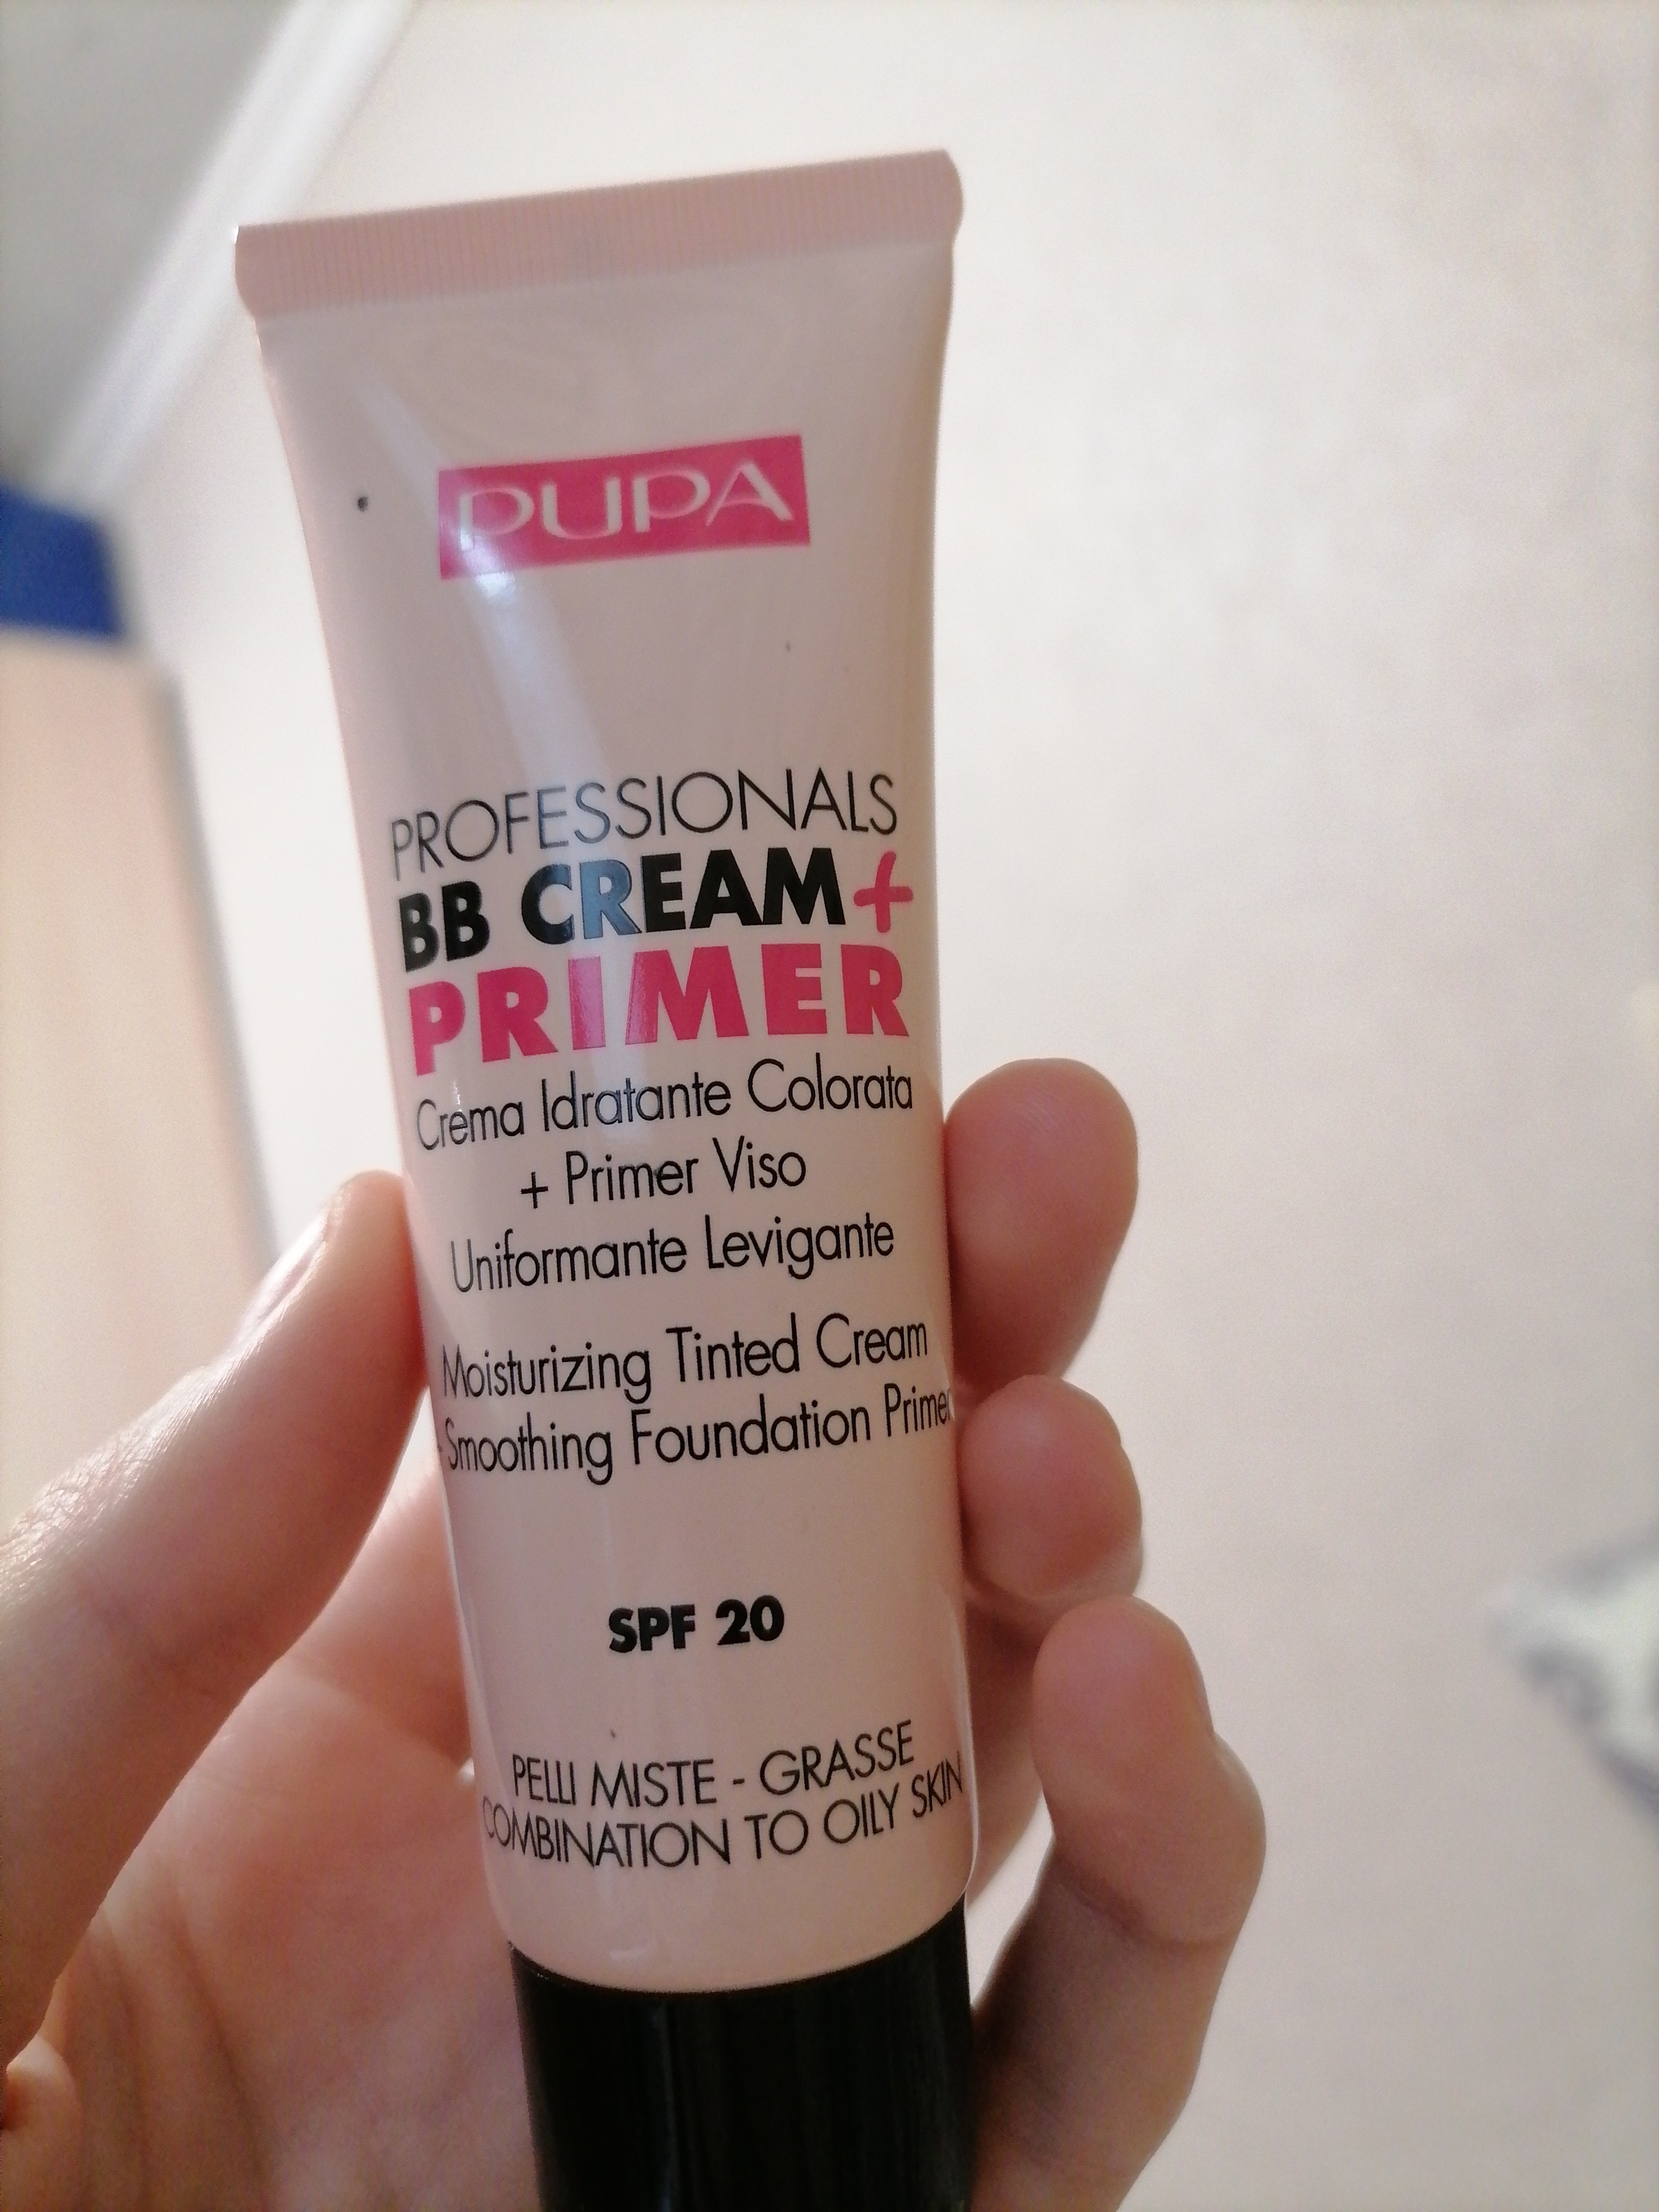 PUPA
PROFESSIONALS
BB CREAM+
PRIMER
Crema Idratante Colorata
+ Primer Viso
Uniformante Levigante
Moisturizing Tinted Cream
Smoothing Foundation Primer
SPF 20
PELLI MISTE - GRASSE
COMBINATION TO OILY SKIN